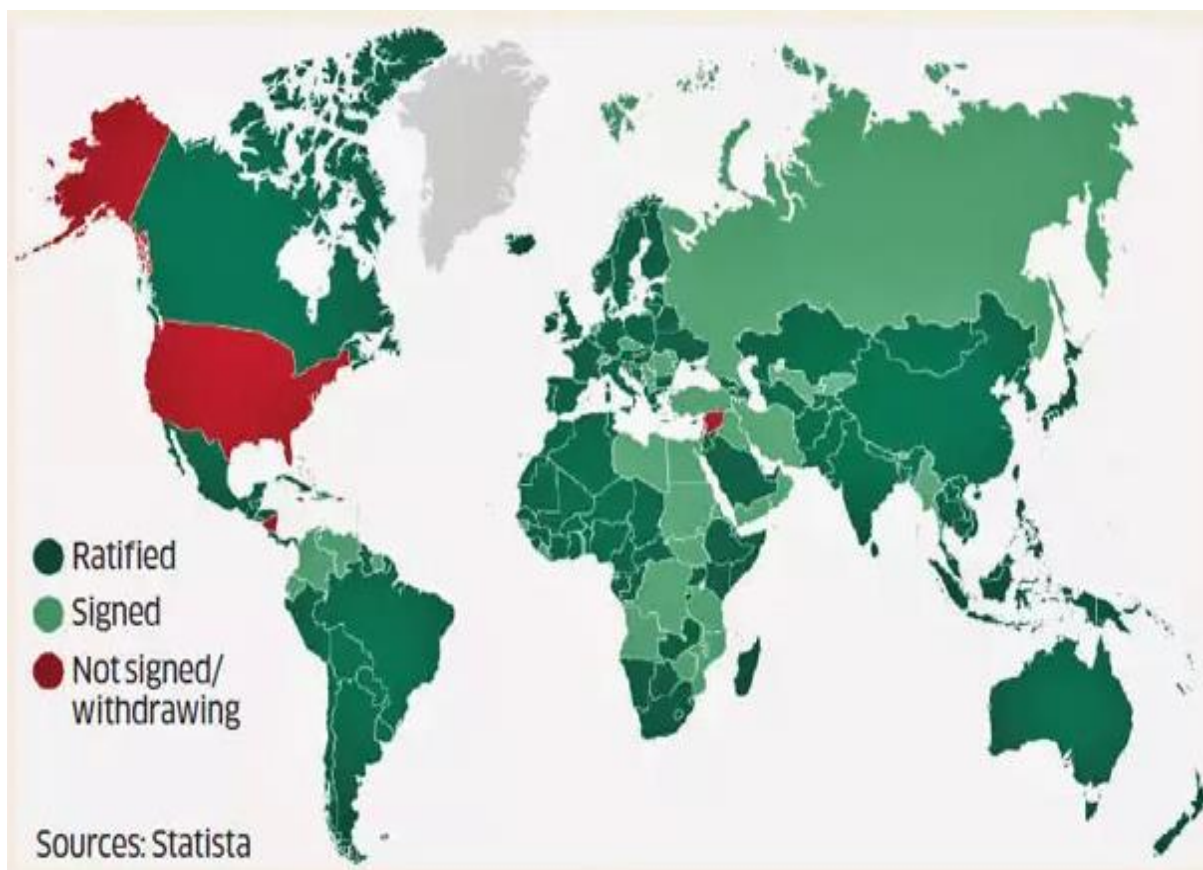 Ratified
Signed
Not signed/
withdrawing
Sources: Statista